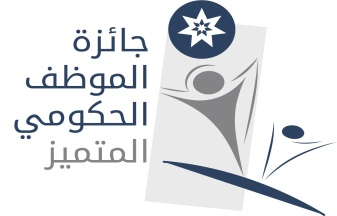 جائزة
الموظف
الحكومي
المتميز